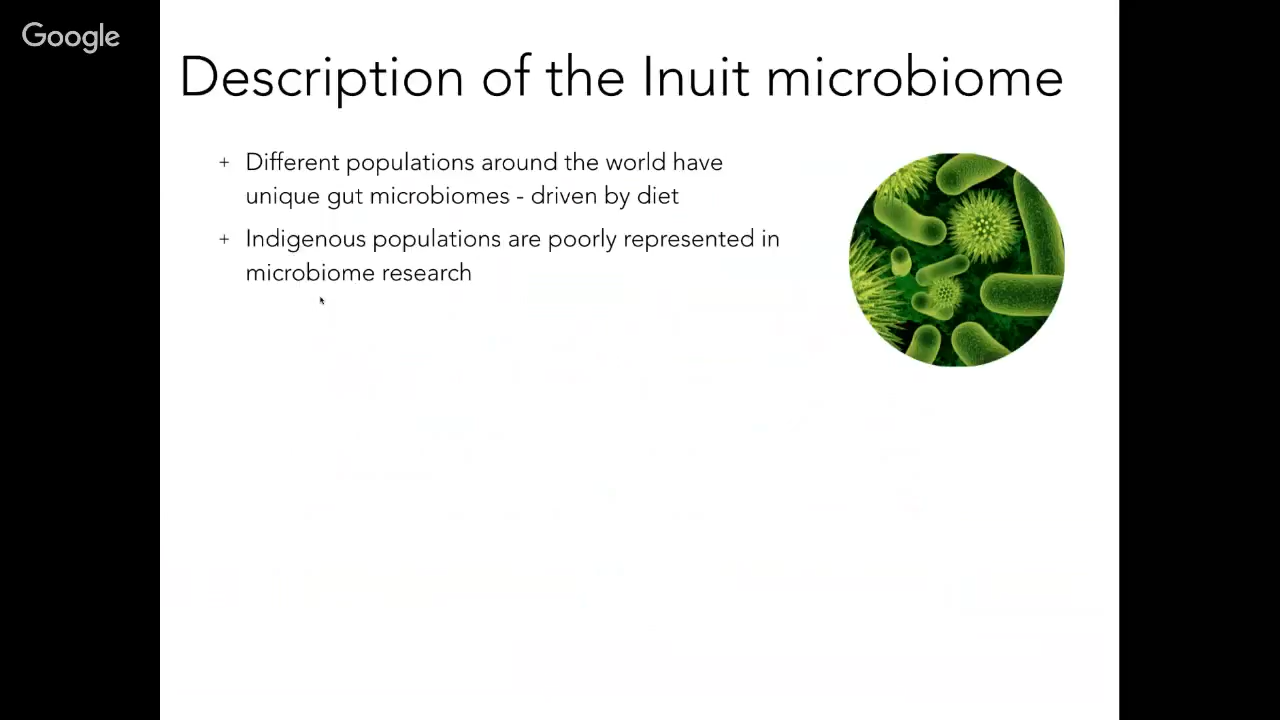 Google
Description of the Inuit microbiome
+ Different populations around the world have
unique gut microbiomes - driven by diet
+ Indigenous populations are poorly represented in
microbiome research